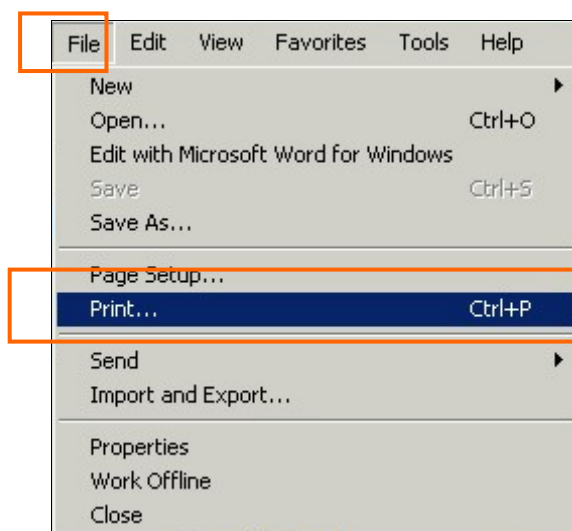 File Edit View Favorites Tools Help
New
Open... Ctrl+O
Edit with Microsoft Word for Windows
Save Ctrl+S
Save As...
Page Setup...
Print... Ctrl+P
Send
Import and Export...
Properties
Work Offline
Close